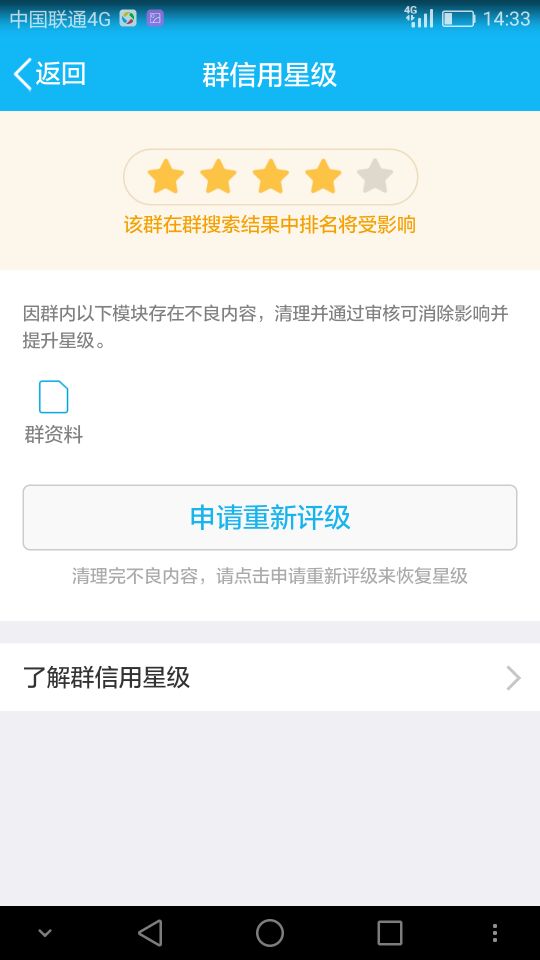 中国联通4G 4G 14:33
返回 群信用星级
该群在群搜索结果中排名将受影响
因群内以下模块存在不良内容，清理并通过审核可消除影响并
提升星级。
群资料
申请重新评级
清理完不良内容，请点击申请重新评级来恢复星级
了解群信用星级